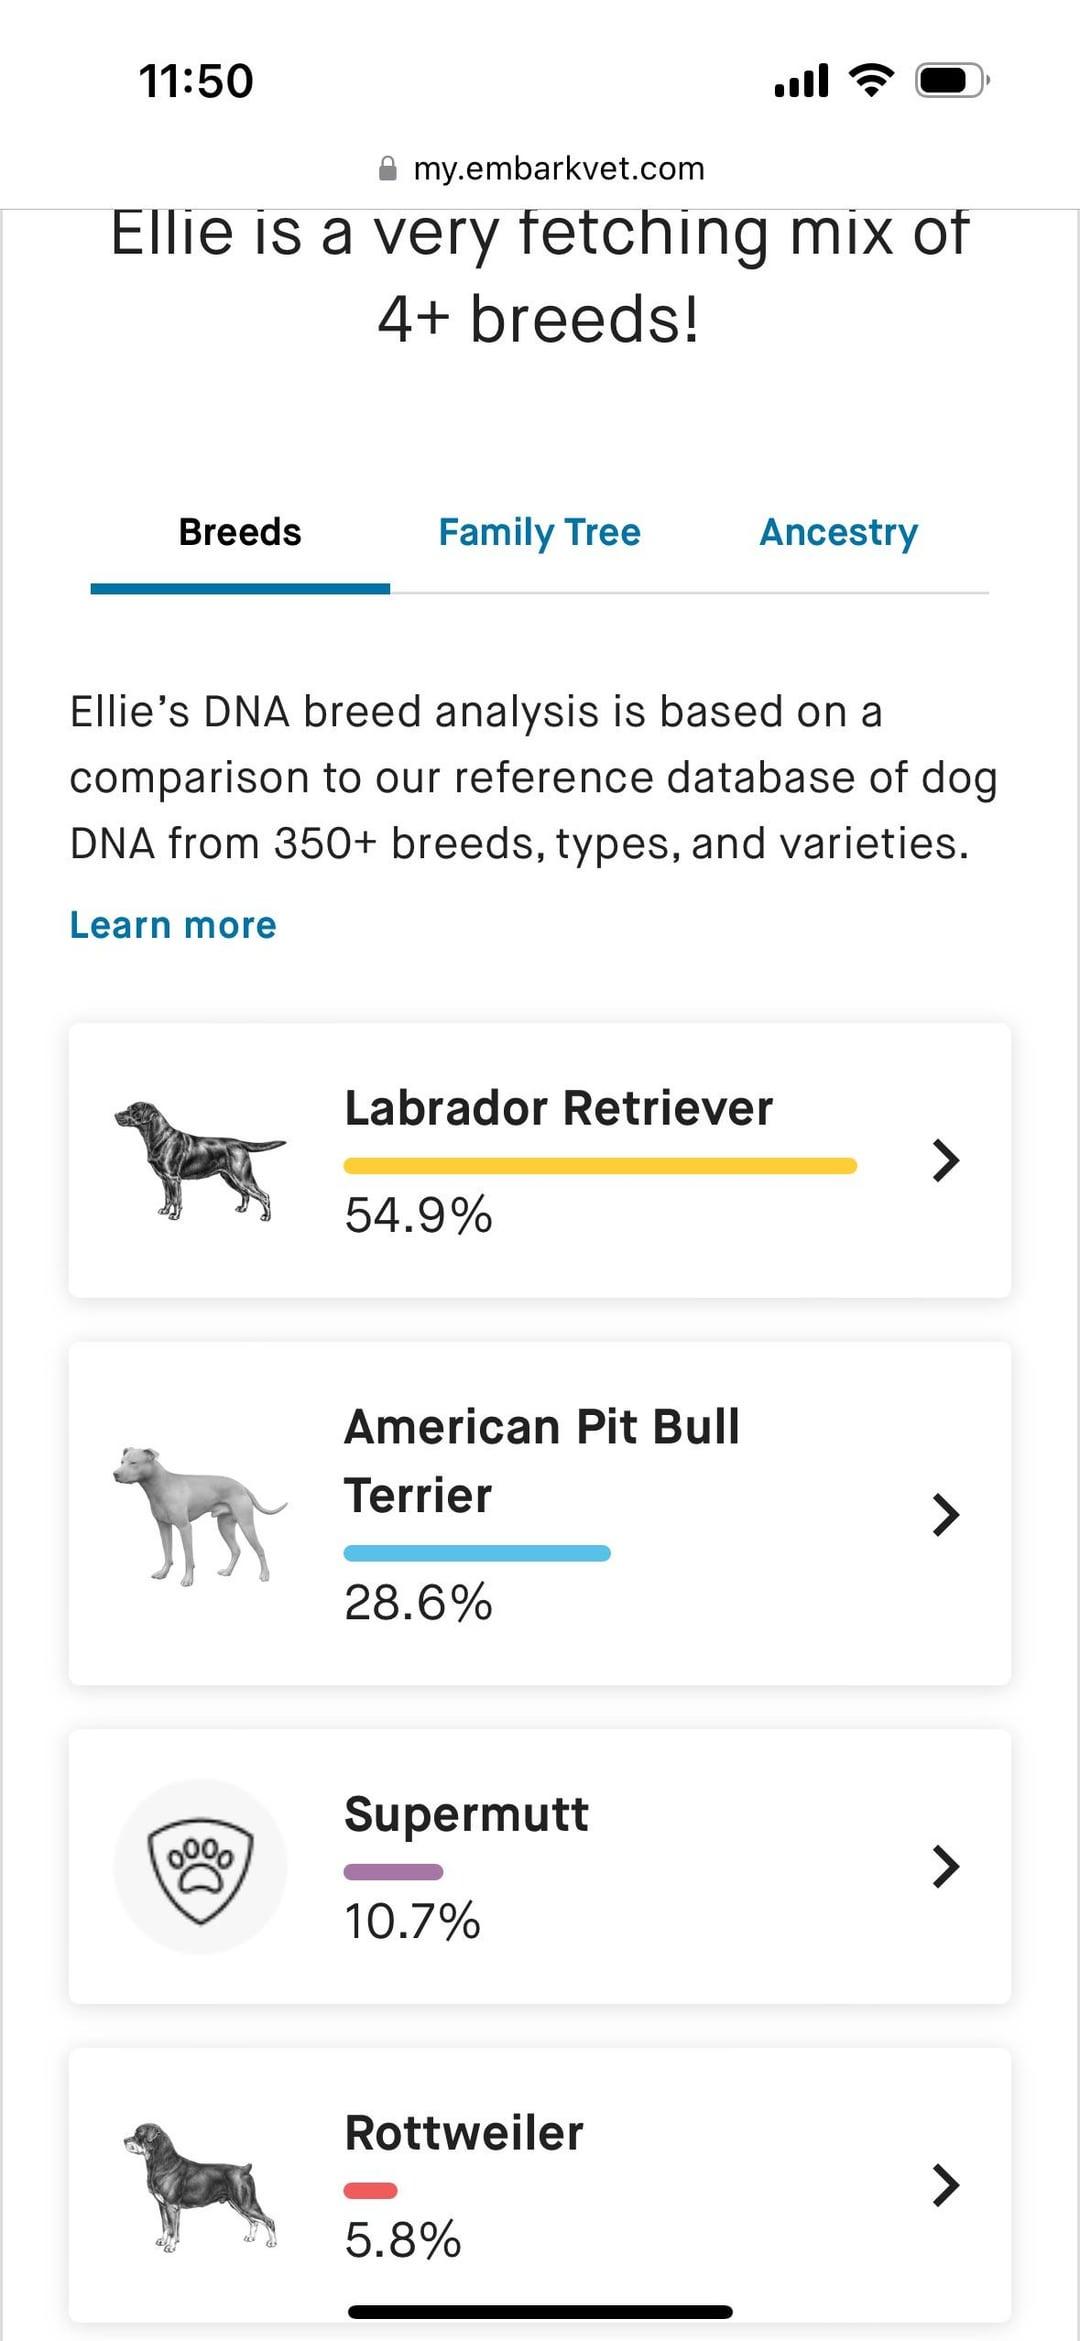 11:50
my.embarkvet.com
Ellie is a very fetching mix of
4+ breeds!
Breeds
Family Tree
Ancestry
Ellie’s DNA breed analysis is based on a
comparison to our reference database of dog
DNA from 350+ breeds, types, and varieties.
Learn more
Labrador Retriever
54.9%
American Pit Bull
Terrier
28.6%
Supermutt
10.7%
Rottweiler
5.8%